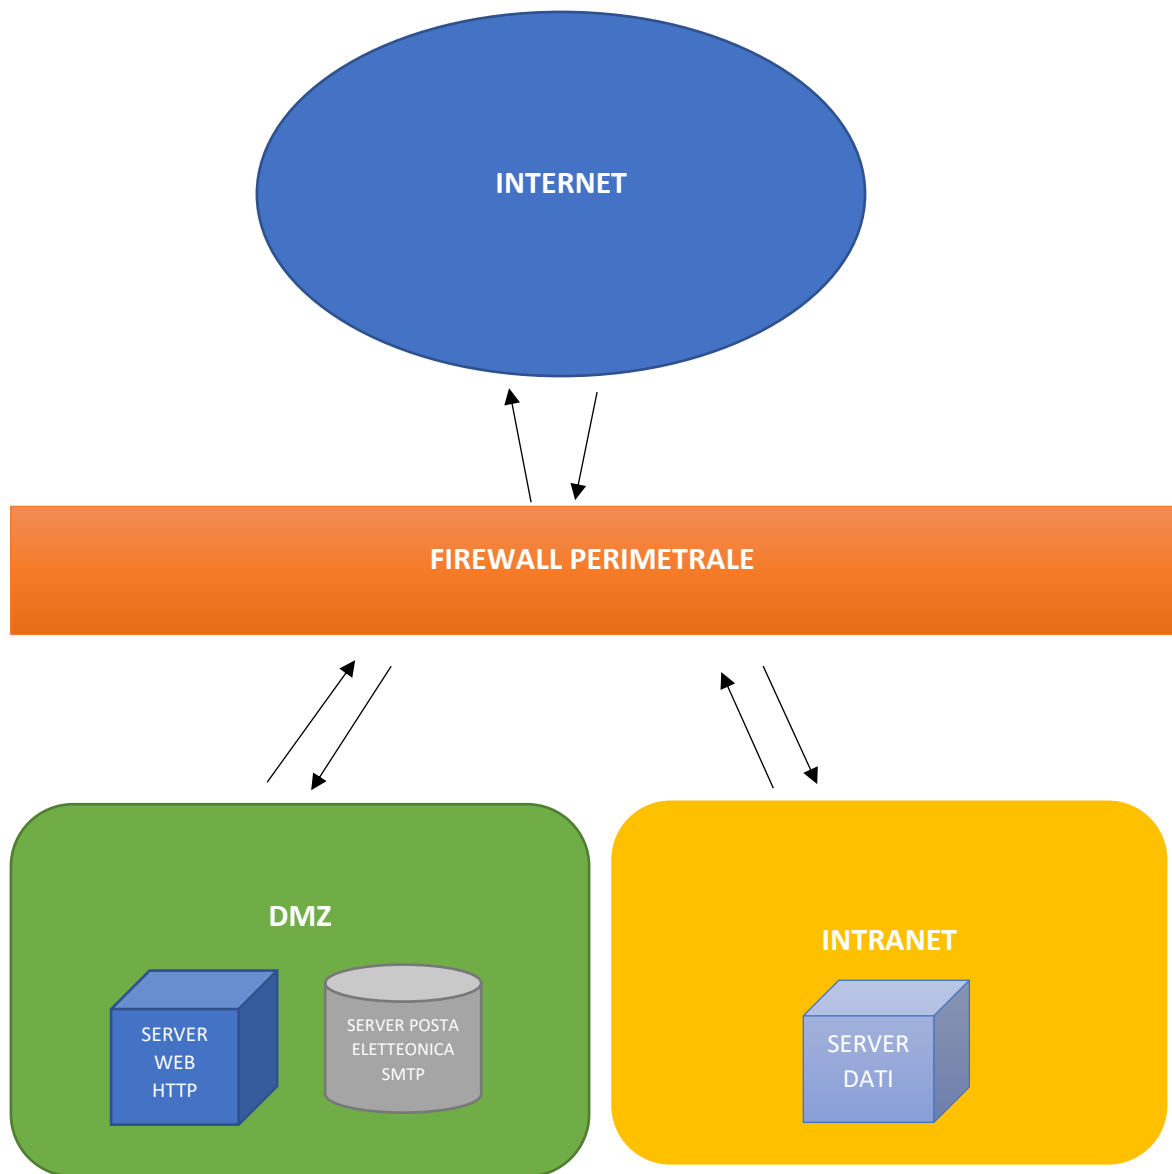 INTERNET
FIREWALL PERIMETRALE
DMZ
SERVER
WEB
HTTP
SERVER POSTA
ELETTEONICA
SMTP
INTRANET
SERVER
DATI